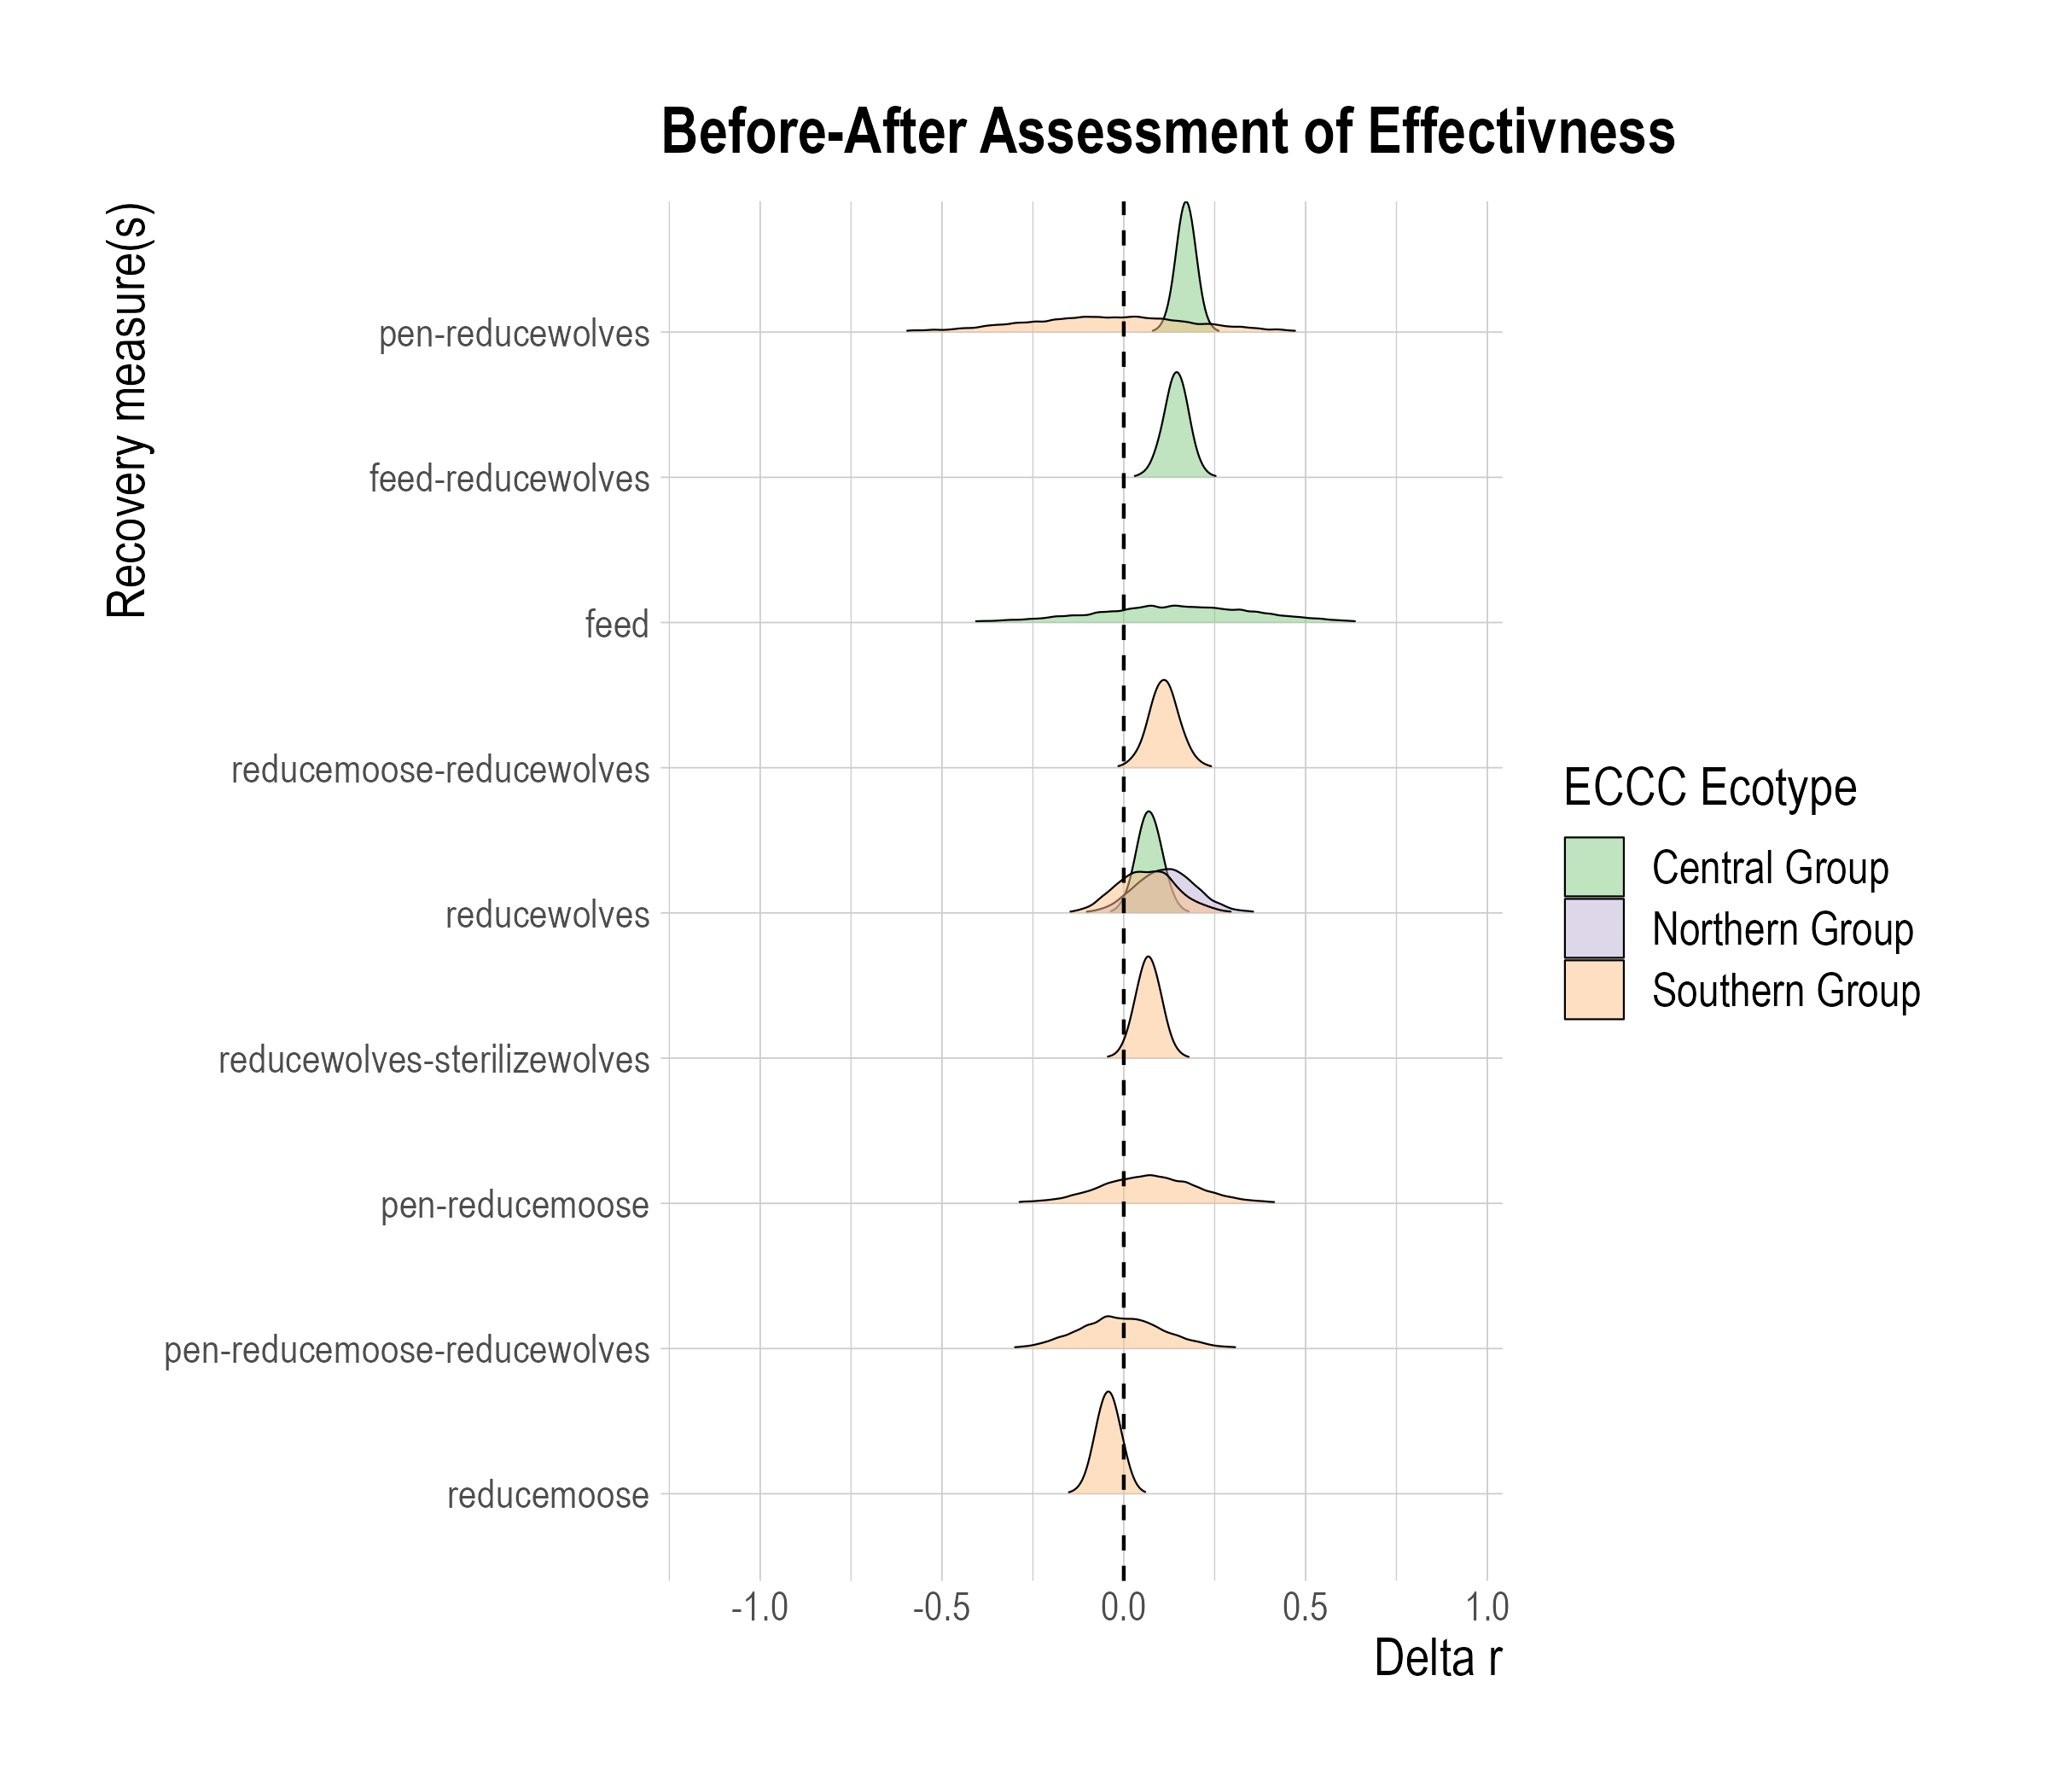 Before-After Assessment of Effectivness
Recovery measure(s)
pen-reducewolves
feed-reducewolves
feed
reducemoose-reducewolves
reducewolves
reducewolves-sterilizewolves
pen-reducemoose
pen-reducemoose-reducewolves
reducemoose
-1.0
-0.5
0.0
0.5
1.0
Delta r
ECCC Ecotype
Central Group
Northern Group
Southern Group